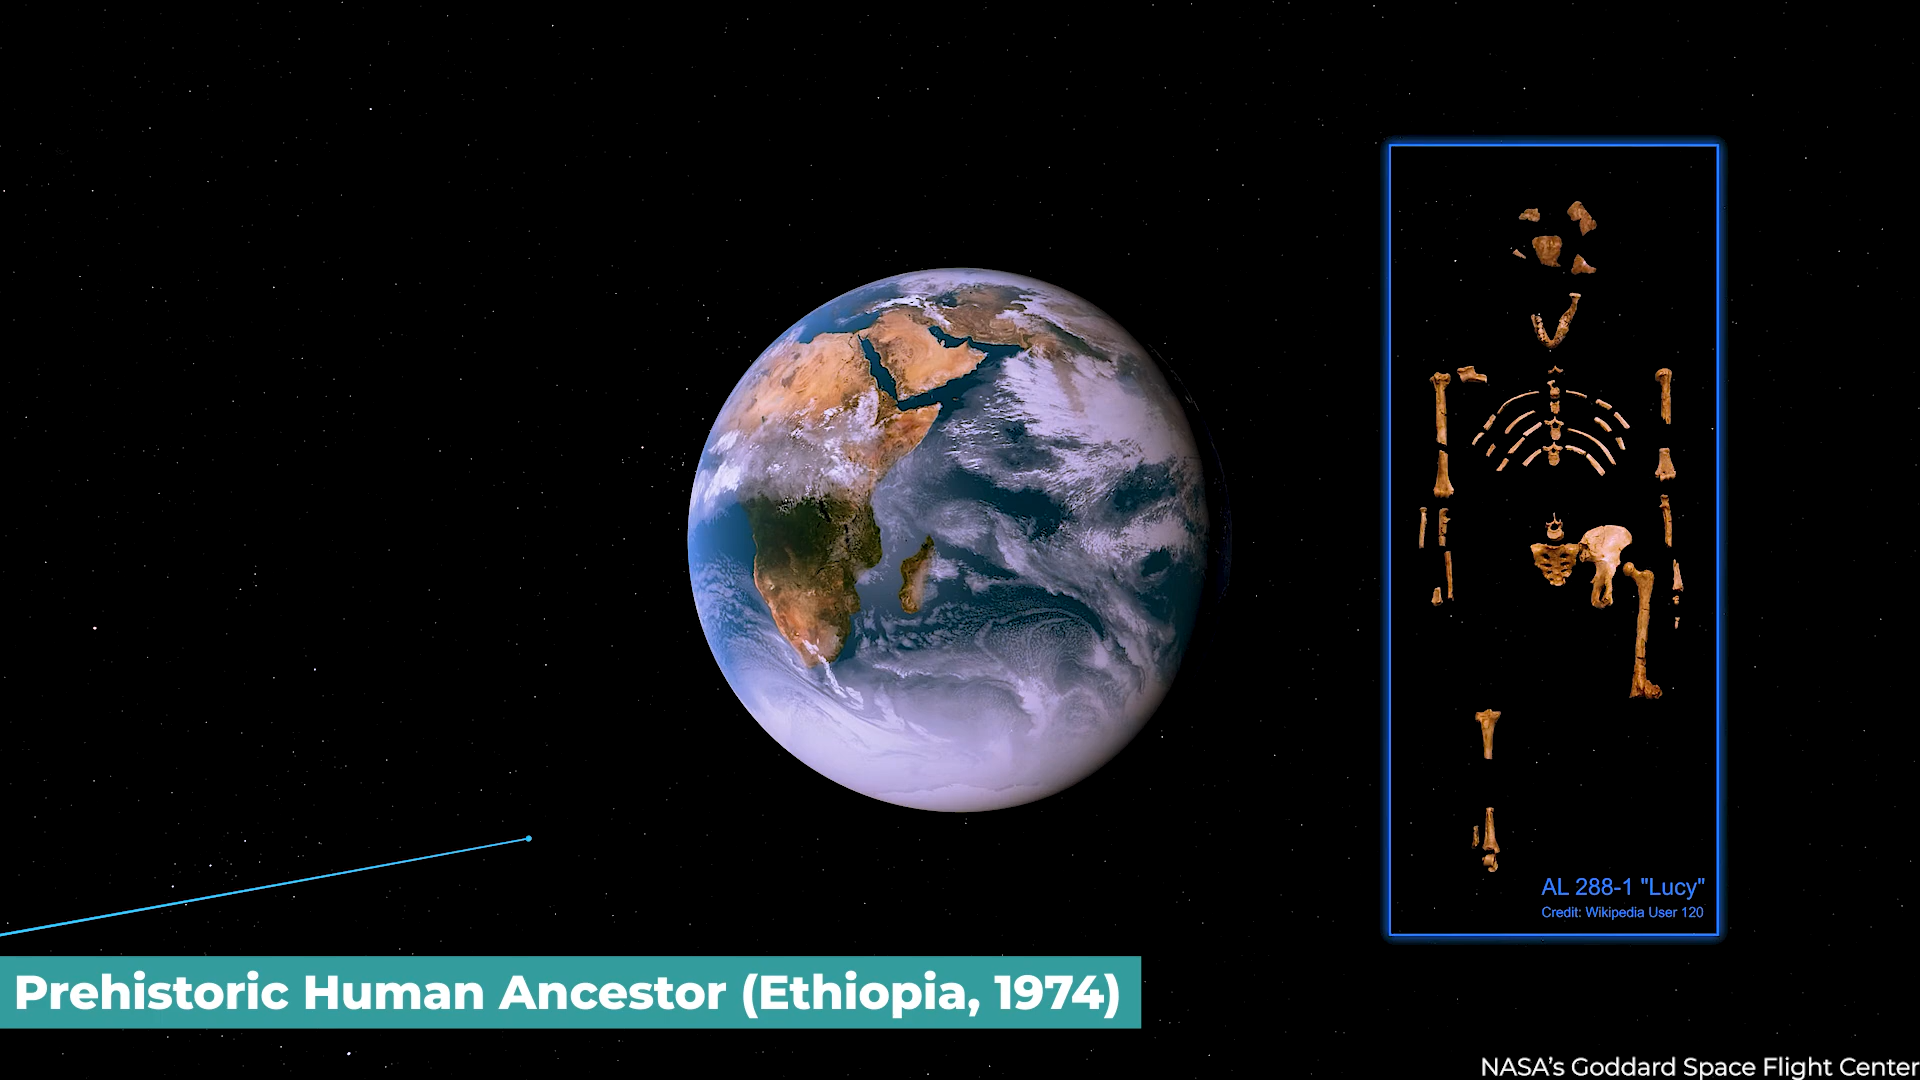 AL 288-1 "Lucy"
Credit: Wikipedia User 120
Prehistoric Human Ancestor (Ethiopia, 1974)
NASA's Goddard Space Flight Center